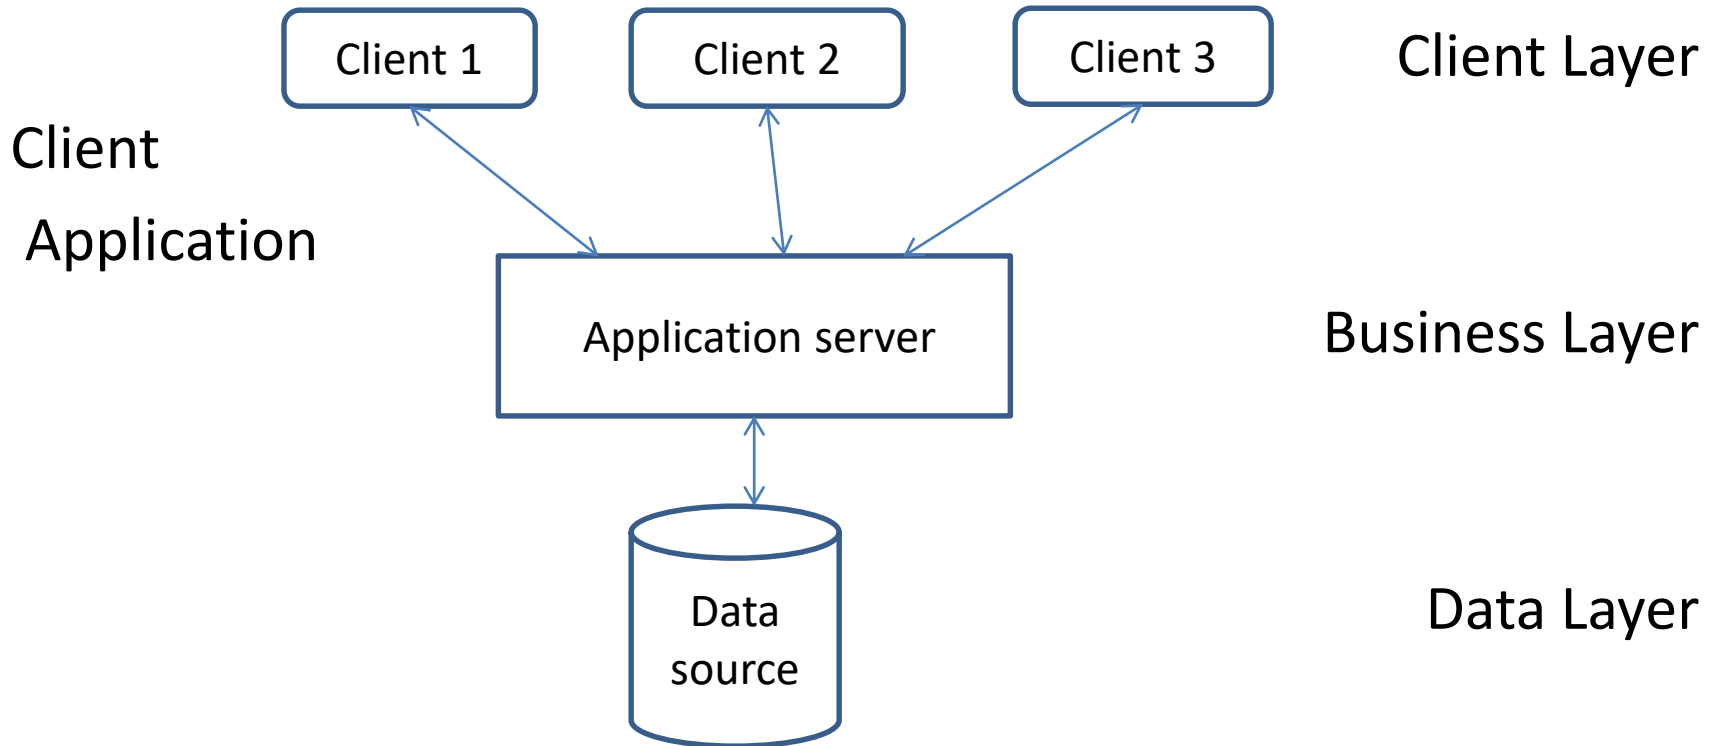 Client 1
Client 2
Client 3
Client Layer
Client
Application
Application server
Business Layer
Data
source
Data Layer